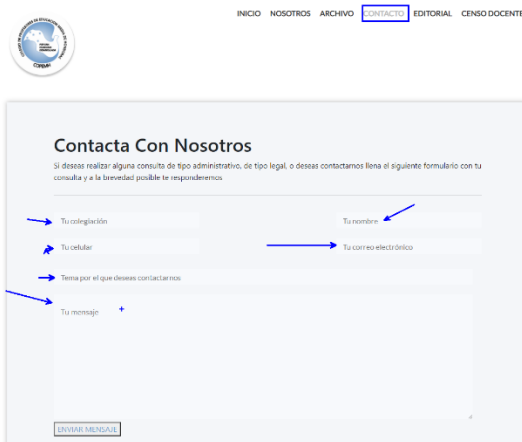 INICIO NOSOTROS ARCHIVO CONTACTO EDITORIAL CENSO DOCENTE
COPEMH
Contacta Con Nosotros
Si deseas realizar alguna consulta de tipo administrativo, de tipo legal, o deseas contactarnos llena el siguiente formulario con tu
consulta y a la brevedad posible te responderemos
Tu colegiación Tu nombre
Tu celular Tu correo electrónico
Tema por el que deseas contactarnos
Tu mensaje
ENVIAR MENSAJE